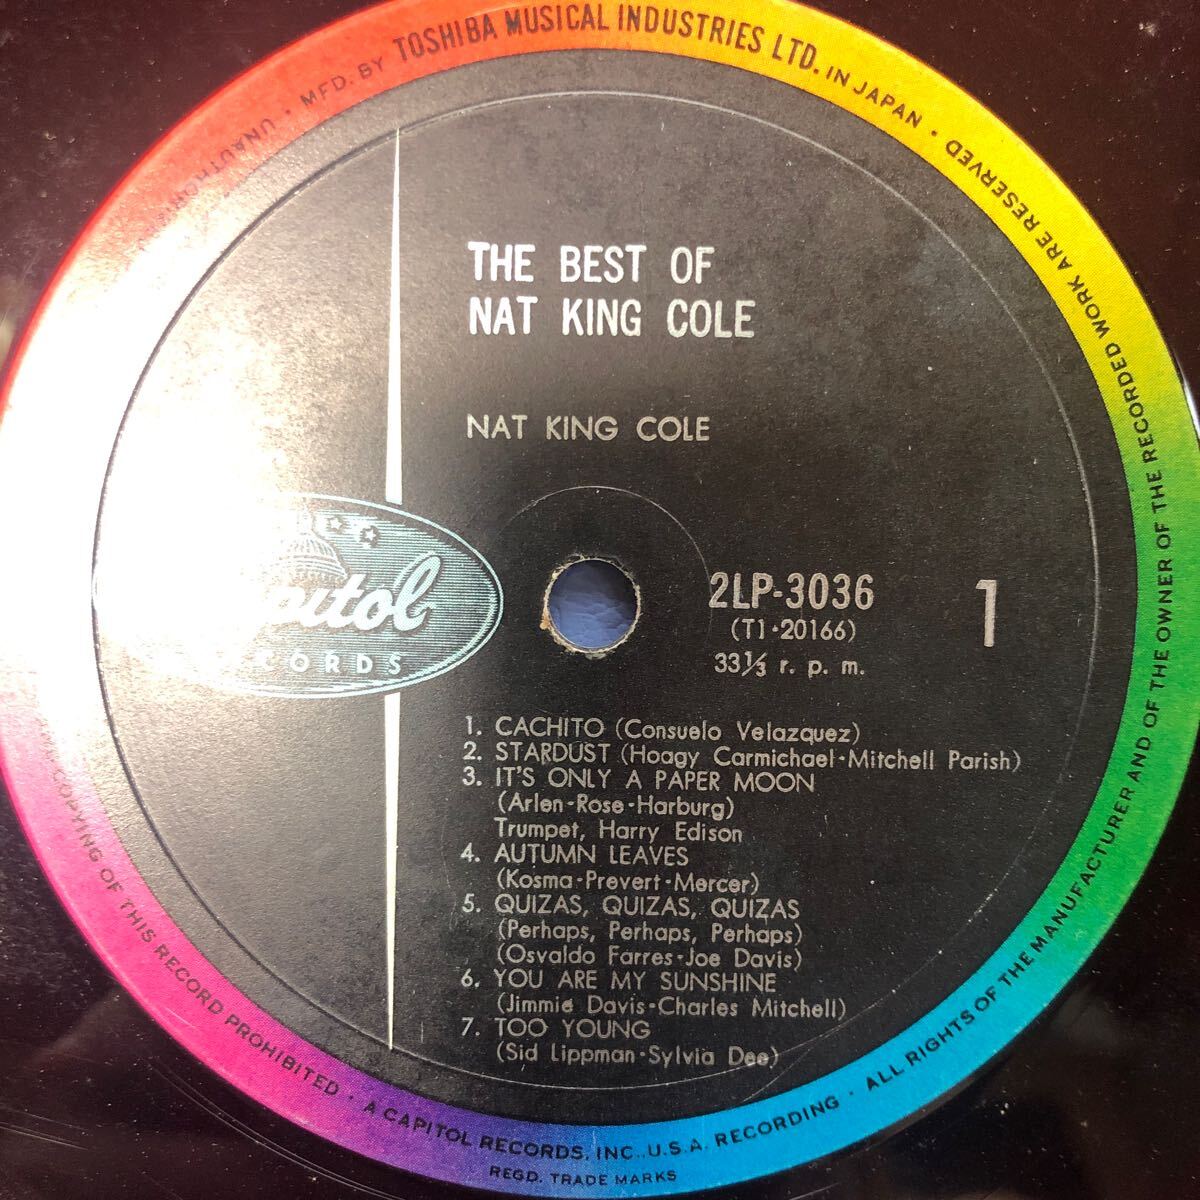 MFD. BY TOSHIBA MUSICAL INDUSTRIES LTD. IN JAPAN •
THE BEST OF
NAT KING COLE
NAT KING COLE
Capitol
RECORDS
2LP-3036
1
(T1•20166)
33⅓ r. p. m.
1. CACHITO (Consuelo Velazquez)
2. STARDUST (Hoagy Carmichael•Mitchell Parish)
3. IT'S ONLY A PAPER MOON
(Arlen•Rose•Harburg)
Trumpet, Harry Edison
4. AUTUMN LEAVES
(Kosma•Prevert•Mercer)
5. QUIZAS, QUIZAS, QUIZAS
(Perhaps, Perhaps, Perhaps)
(Osvaldo Farres•Joe Davis)
6. YOU ARE MY SUNSHINE
(Jimmie Davis•Charles Mitchell)
7. TOO YOUNG
(Sid Lippman•Sylvia Dee)
COPYING OF THIS RECORD PROHIBITED • A CAPITOL RECORDS, INC., U.S.A. RECORDING • ALL RIGHTS OF THE MANUFACTURER AND OF THE OWNER OF THE RECORDED WORK ARE RESERVED •
REGD. TRADE MARKS